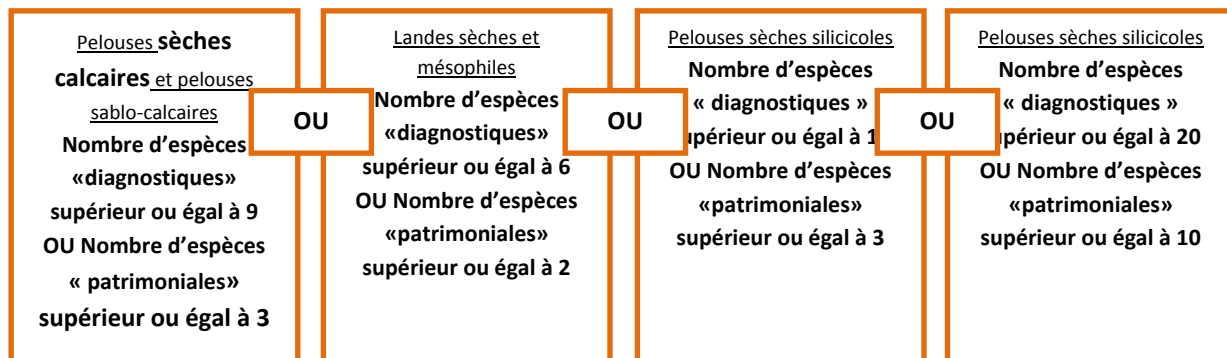 Pelouses sèches
calcaires et pelouses
sablo-calcaires
Nombre d’espèces
«diagnostiques»
supérieur ou égal à 9
OU Nombre d’espèces
« patrimoniales»
supérieur ou égal à 3
OU
Landes sèches et
mésophiles
Nombre d’espèces
«diagnostiques»
supérieur ou égal à 6
OU Nombre d’espèces
«patrimoniales»
supérieur ou égal à 2
OU
Pelouses sèches silicicoles
Nombre d’espèces
« diagnostiques »
ou égal à
OU Nombre d’espèces
«patrimoniales»
supérieur ou égal à 3
OU
Pelouses sèches silicicoles
Nombre d’espèces
« diagnostiques »
ou égal à 20
OU Nombre d’espèces
«patrimoniales»
supérieur ou égal à 10